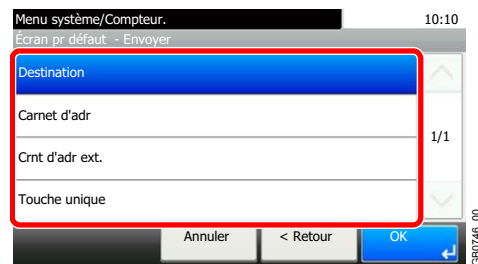 Menu système/Compteur. 10:10
Écran pr défaut - Envoyer
Destination
Carnet d'adr
1/1
Crnt d'adr ext.
Touche unique
Annuler < Retour OK
GB0746_00